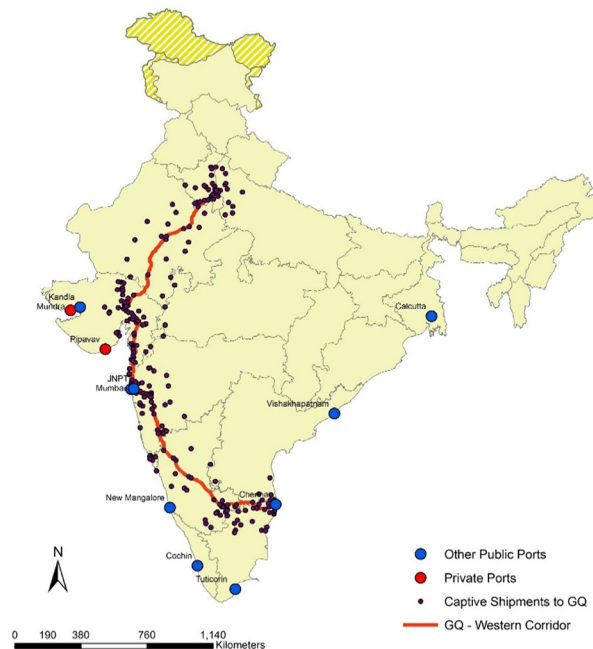 Kandla
Mundra
Pipavav
JNPT
Mumbai
Calcutta
Vishakhapatnam
Chennai
New Mangalore
Cochin
Tuticorin
N
Other Public Ports
Private Ports
Captive Shipments to GQ
GQ - Western Corridor
0 190 380 760 1,140
Kilometers